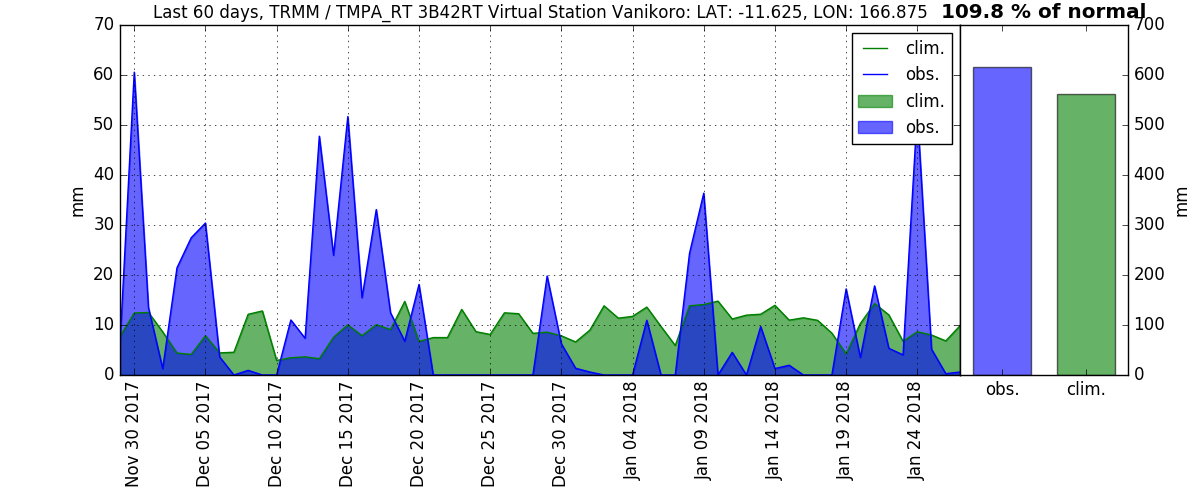 Last 60 days, TRMM / TMPA_RT 3B42RT Virtual Station Vanikoro: LAT: -11.625, LON: 166.875
109.8 % of normal
70
60
50
40
30
20
10
0
mm
clim.
obs.
clim.
obs.
Nov 30 2017
Dec 05 2017
Dec 10 2017
Dec 15 2017
Dec 20 2017
Dec 25 2017
Dec 30 2017
Jan 04 2018
Jan 09 2018
Jan 14 2018
Jan 19 2018
Jan 24 2018
obs.
clim.
700
600
500
400
300
200
100
0
mm